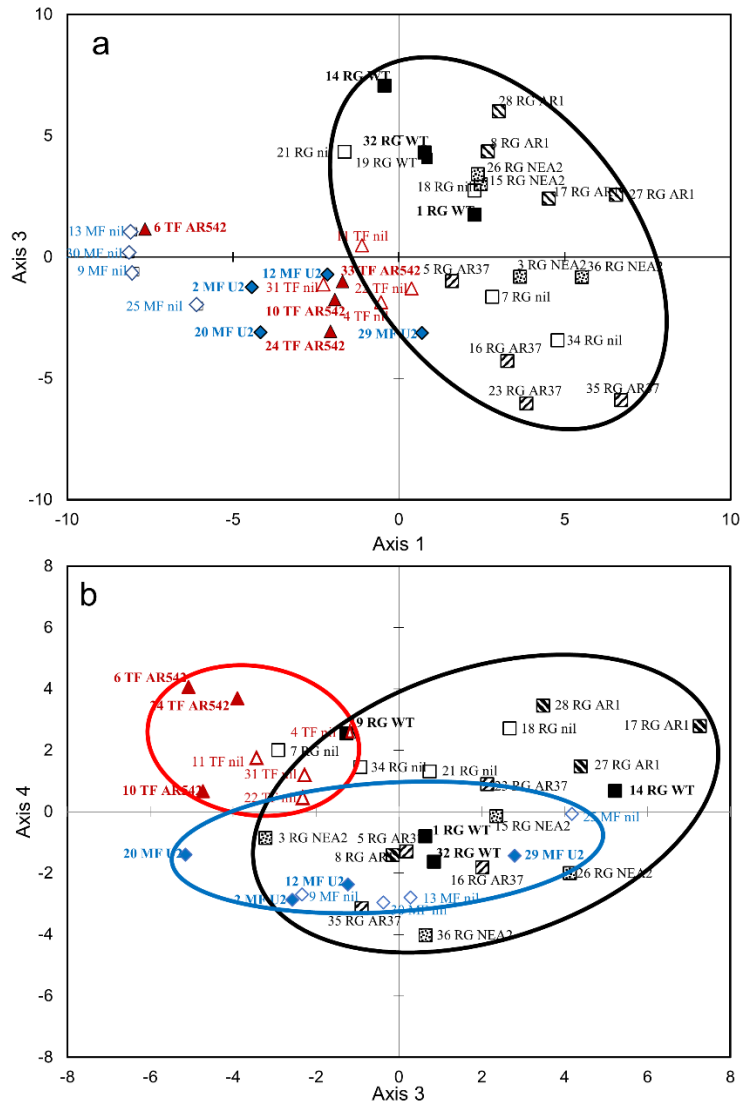 10
a
14 RG WT
28 RG AR1
5
21 RG nil
32 RG WT
19 RG WT
8 RG AR1
26 RG NEA2
15 RG NEA2
18 RG nil
17 RG AR1
27 RG AR1
1 RG WT
Axis 3
13 MF nil
6 TF AR542
11 TF nil
30 MF nil
0
9 MF nil
12 MF U2
33 TF AR542
5 RG AR37
3 RG NEA2
36 RG NEA2
2 MF U2
31 TF nil
22 TF nil
25 MF nil
10 TF AR542
4 TF nil
7 RG nil
20 MF U2
24 TF AR542
29 MF U2
34 RG nil
16 RG AR37
-5
23 RG AR37
35 RG AR37
-10
-10 -5 0 5 10
Axis 1
8
b
6
6 TF AR542
4
24 TF AR542
28 RG AR1
9 RG WT
4 TF nil
18 RG nil
17 RG AR1
2
7 RG nil
11 TF nil
34 RG nil
21 RG nil
27 RG AR1
31 TF nil
23 RG AR37
10 TF AR542
22 TF nil
14 RG WT
Axis 4
0
25 MF nil
15 RG NEA2
3 RG NEA2
5 RG AR37
1 RG WT
20 MF U2
8 RG AR1
32 RG WT
29 MF U2
-2
16 RG AR37
26 RG NEA2
12 MF U2
2 MF U2
9 MF nil
30 MF nil
13 MF nil
35 RG AR37
36 RG NEA2
-4
-6
-8
-8 -6 -4 -2 0 2 4 6 8
Axis 3